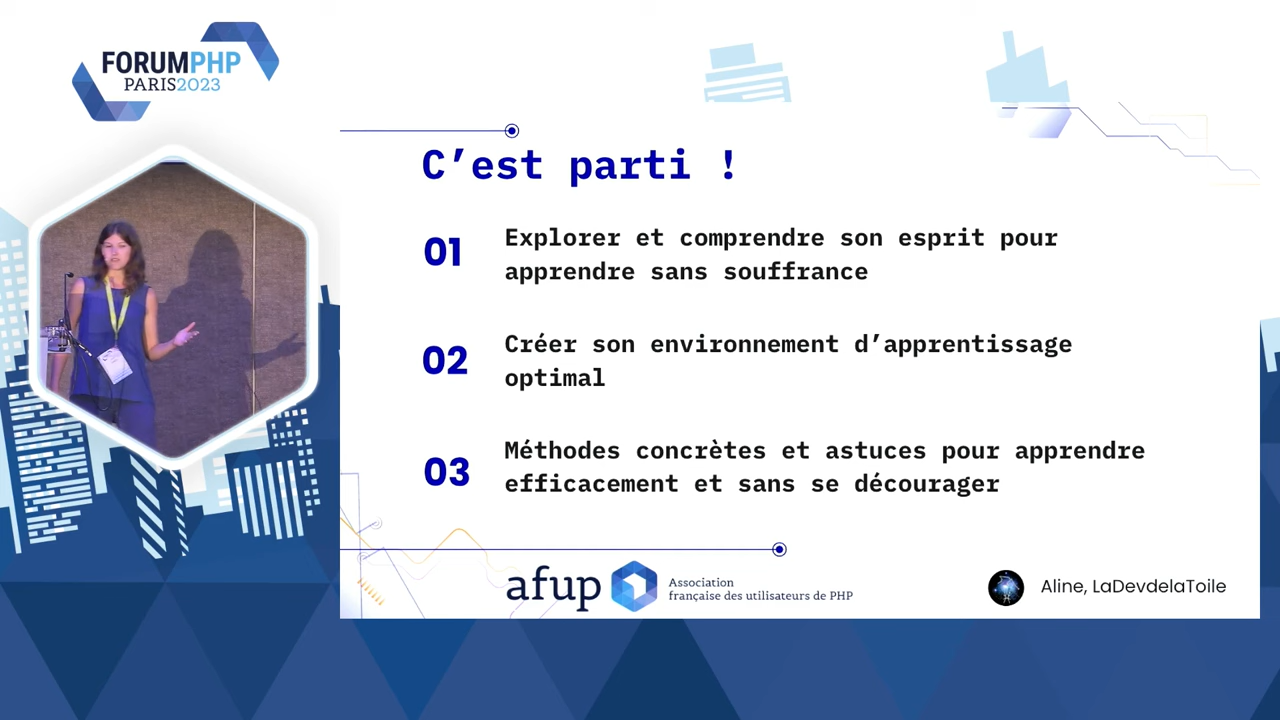 FORUMPHP
PARIS2023
C’est parti !
01
Explorer et comprendre son esprit pour
apprendre sans souffrance
02
Créer son environnement d’apprentissage
optimal
03
Méthodes concrètes et astuces pour apprendre
efficacement et sans se décourager
afup
Association
française des utilisateurs de PHP
Aline, LaDevdelaToile